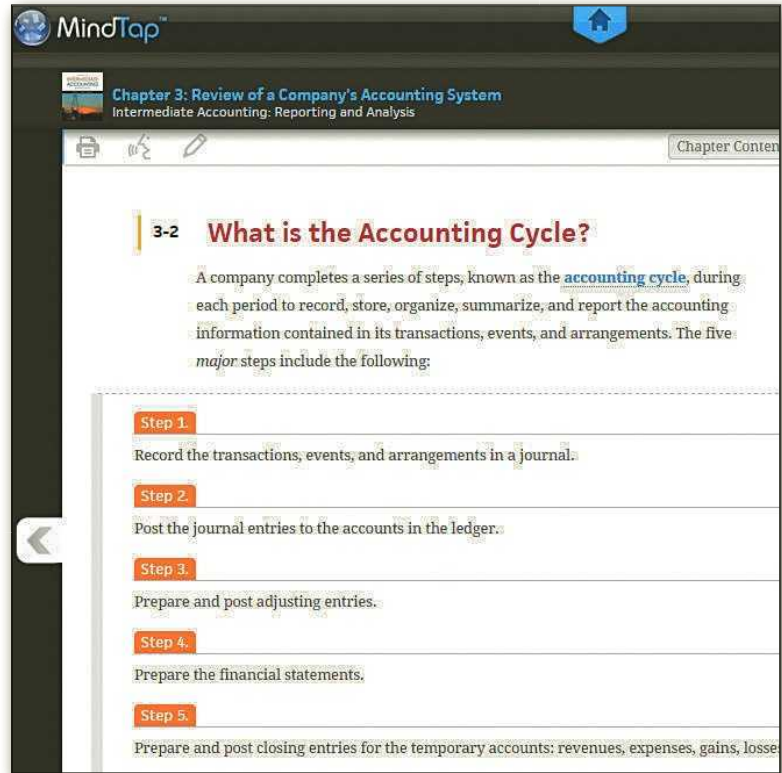 MindTap™
Chapter 3: Review of a Company's Accounting System
Intermediate Accounting: Reporting and Analysis
Chapter Conten
3-2 What is the Accounting Cycle?
A company completes a series of steps, known as the accounting cycle, during
each period to record, store, organize, summarize, and report the accounting
information contained in its transactions, events, and arrangements. The five
major steps include the following:
Step 1.
Record the transactions, events, and arrangements in a journal.
Step 2.
Post the journal entries to the accounts in the ledger.
Step 3.
Prepare and post adjusting entries.
Step 4.
Prepare the financial statements.
Step 5.
Prepare and post closing entries for the temporary accounts: revenues, expenses, gains, losses